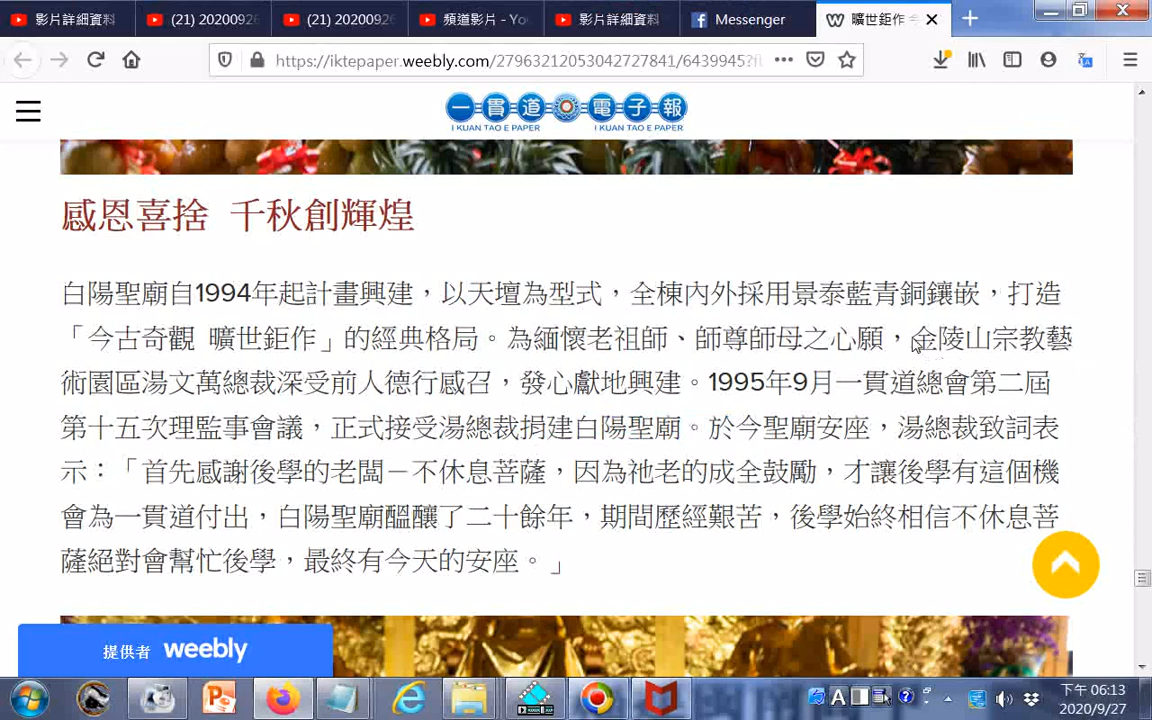 影片詳細資料
(21) 20200926
(21) 20200926
頻道影片 - You
影片詳細資料
Messenger
曠世鉅作 今
https://iktepaper.weebly.com/27963212053042727841/6439945?f
一貫道電子報
I KUAN TAO E PAPER I KUAN TAO E PAPER
感恩喜捨 千秋創輝煌
白陽聖廟自1994年起計畫興建，以天壇為型式，全棟內外採用景泰藍青銅鑲嵌，打造
「今古奇觀 曠世鉅作」的經典格局。為緬懷老祖師、師尊師母之心願，金陵山宗教藝
術園區湯文萬總裁深受前人德行感召，發心獻地興建。1995年9月一貫道總會第二屆
第十五次理監事會議，正式接受湯總裁捐建白陽聖廟。於今聖廟安座，湯總裁致詞表
示：「首先感謝後學的老闆－不休息菩薩，因為祂老的成全鼓勵，才讓後學有這個機
會為一貫道付出，白陽聖廟醞釀了二十餘年，期間歷經艱苦，後學始終相信不休息菩
薩絕對會幫忙後學，最終有今天的安座。」
提供者 weebly
下午 06:13
2020/9/27